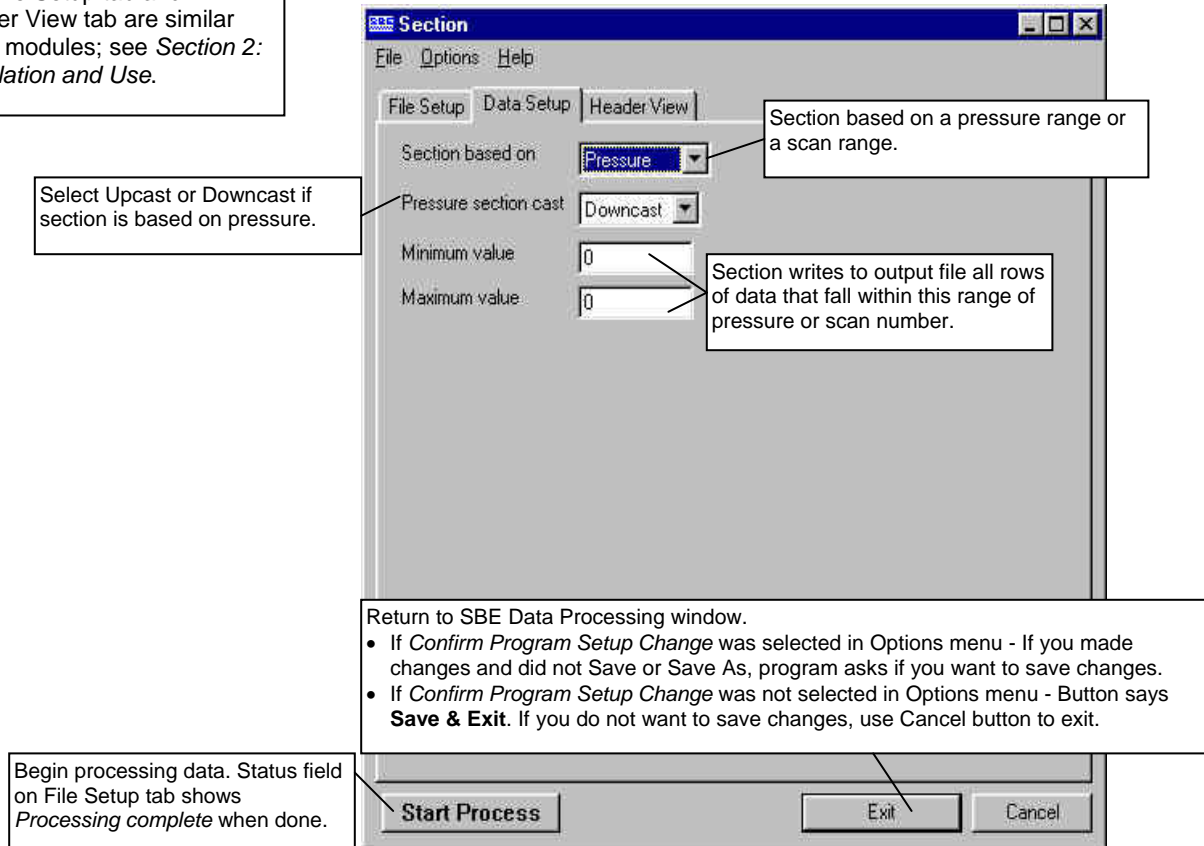 er View tab are similar
modules; see Section 2:
lation and Use.
SBE Section
File Options Help
File Setup Data Setup Header View
Section based on a pressure range or
a scan range.
Section based on Pressure
Select Upcast or Downcast if
section is based on pressure.
Pressure section cast Downcast
Minimum value 0
Maximum value 0
Section writes to output file all rows
of data that fall within this range of
pressure or scan number.
Return to SBE Data Processing window.
• If Confirm Program Setup Change was selected in Options menu - If you made
changes and did not Save or Save As, program asks if you want to save changes.
• If Confirm Program Setup Change was not selected in Options menu - Button says
Save & Exit. If you do not want to save changes, use Cancel button to exit.
Begin processing data. Status field
on File Setup tab shows
Processing complete when done.
Start Process Exit Cancel